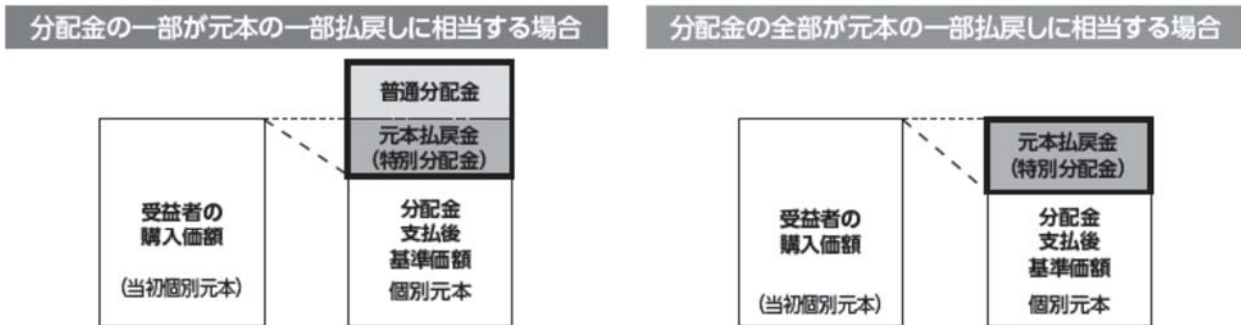 分配金の一部が元本の一部払戻しに相当する場合
普通分配金
元本払戻金
(特別分配金)
受益者の
購入価額
(当初個別元本)
分配金
支払後
基準価額
個別元本
分配金の全部が元本の一部払戻しに相当する場合
元本払戻金
(特別分配金)
受益者の
購入価額
(当初個別元本)
分配金
支払後
基準価額
個別元本